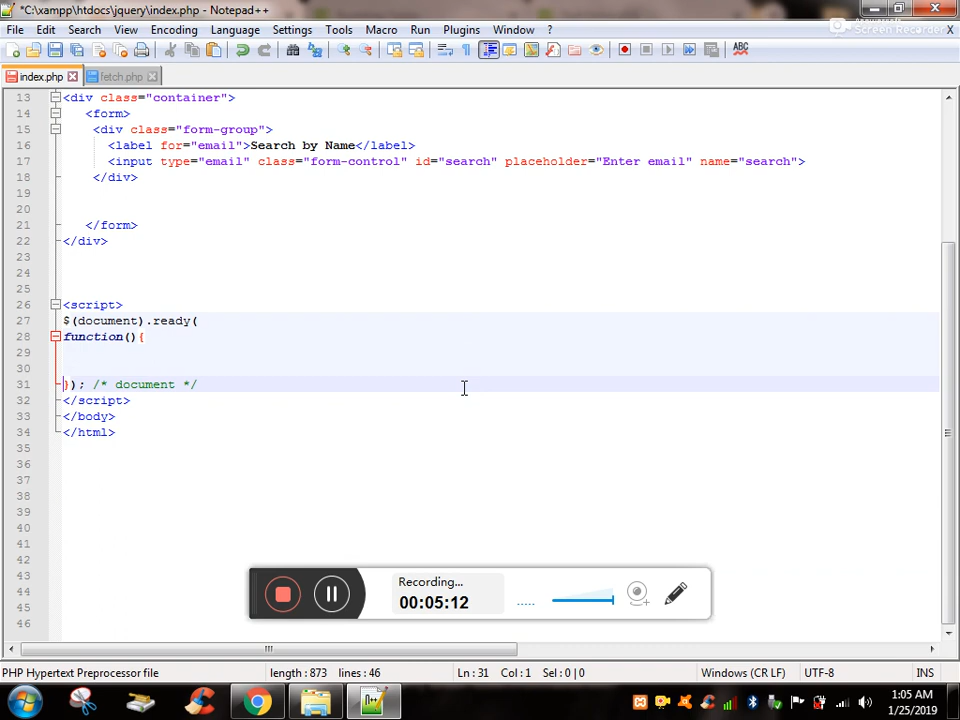 *C:\xampp\htdocs\jquery\index.php - Notepad++
Screen Recorder
File Edit Search View Encoding Language Settings Tools Macro Run Plugins Window ? X
ABC
index.php fetch.php
13 <div class="container">
14 <form>
15 <div class="form-group">
16 <label for="email">Search by Name</label>
17 <input type="email" class="form-control" id="search" placeholder="Enter email" name="search">
18 </div>
19
20
21 </form>
22 </div>
23
24
25
26 <script>
27 $(document).ready(
28 function(){
29
30
31 }); /* document */
32 </script>
33 </body>
34 </html>
35
36
37
38
39
40
41
42
43
44
45
46
Recording...
00:05:12
PHP Hypertext Preprocessor file length : 873 lines : 46 Ln : 31 Col : 1 Sel : 0 | 0 Windows (CR LF) UTF-8 INS
1:05 AM
1/25/2019